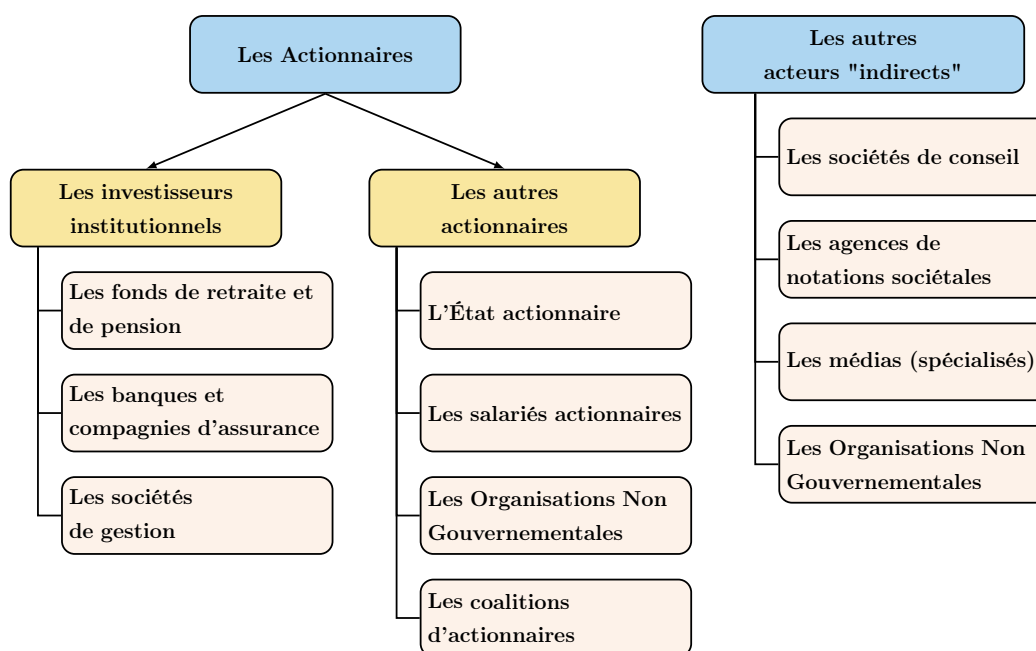 Les Actionnaires
Les autres
acteurs "indirects"
Les investisseurs
institutionnels
Les autres
actionnaires
Les fonds de retraite et
de pension
Les banques et
compagnies d'assurance
Les sociétés
de gestion
L'État actionnaire
Les salariés actionnaires
Les Organisations Non
Gouvernementales
Les coalitions
d'actionnaires
Les sociétés de conseil
Les agences de
notations sociétales
Les médias (spécialisés)
Les Organisations Non
Gouvernementales